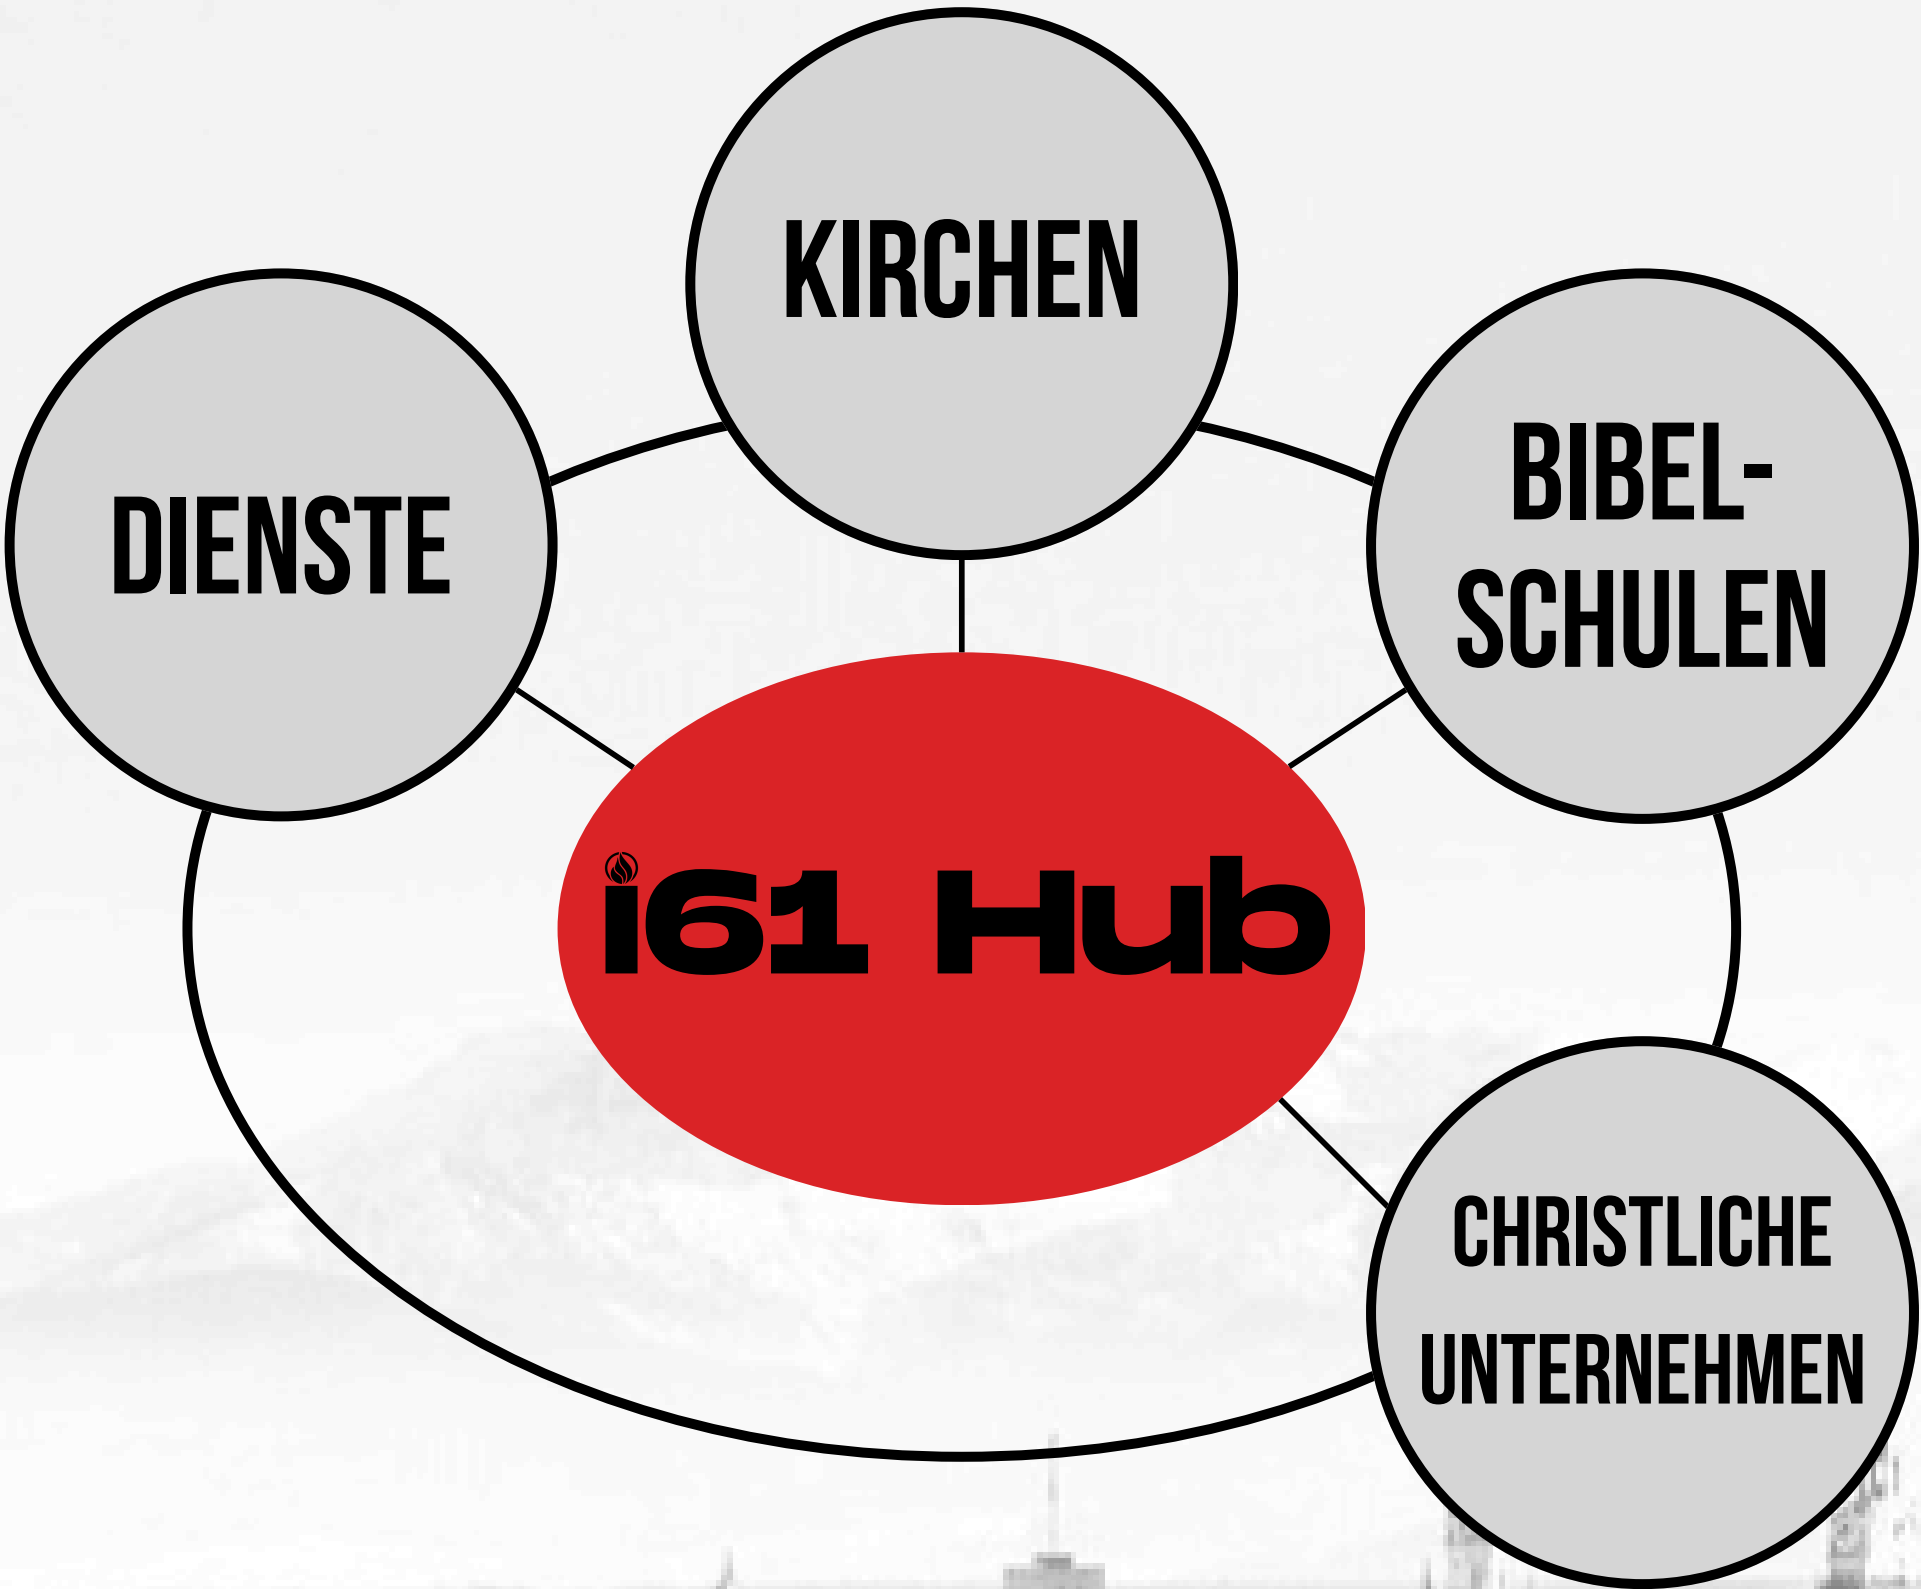 KIRCHEN
DIENSTE
BIBEL-
SCHULEN
i61 Hub
CHRISTLICHE
UNTERNEHMEN